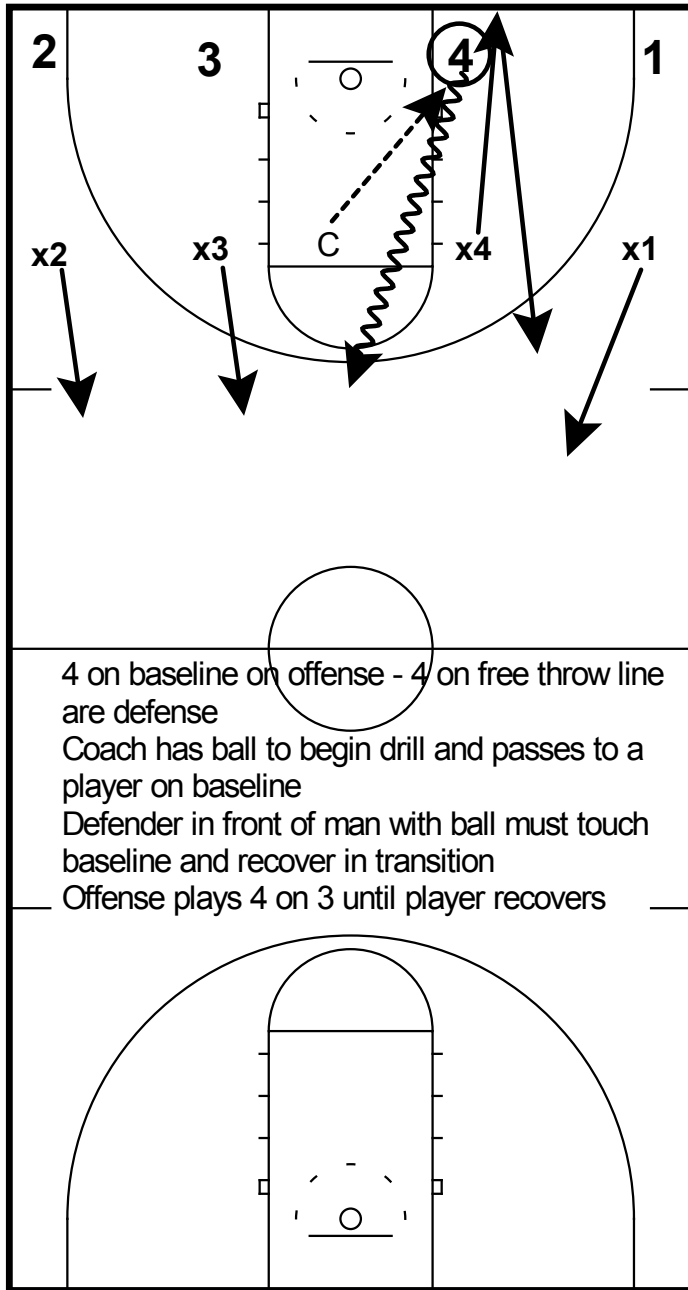 2 3 4 1
C
x2 x3 x4 x1
4 on baseline on offense - 4 on free throw line
are defense
Coach has ball to begin drill and passes to a
player on baseline
Defender in front of man with ball must touch
baseline and recover in transition
Offense plays 4 on 3 until player recovers